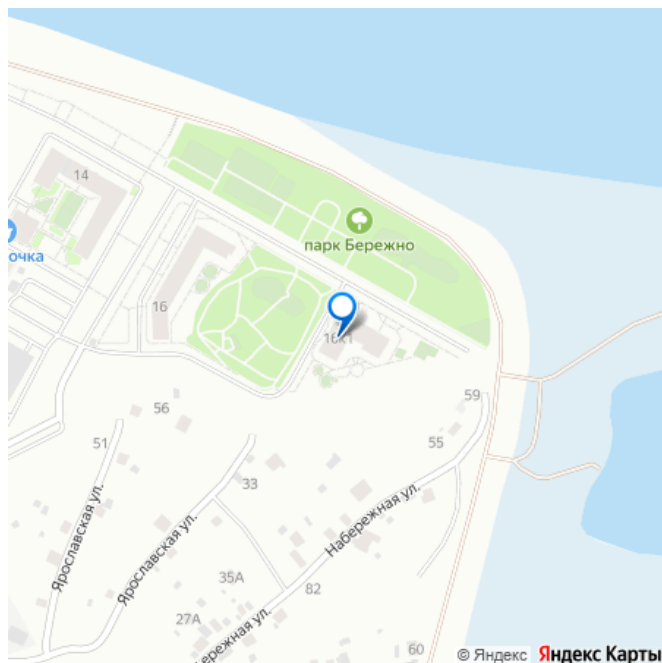 14
очка
парк Бережно
16
16к1
56
51
59
55
33
Ярославская ул.
Ярославская ул.
Набережная ул.
35А
82
27А
бережная ул.
60
© Яндекс Яндекс Карты